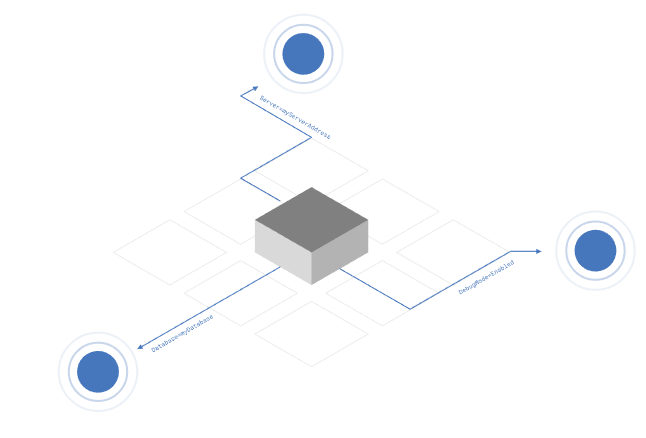 Server=myServerAddress
DebugMode=Enabled
Database=myDatabase